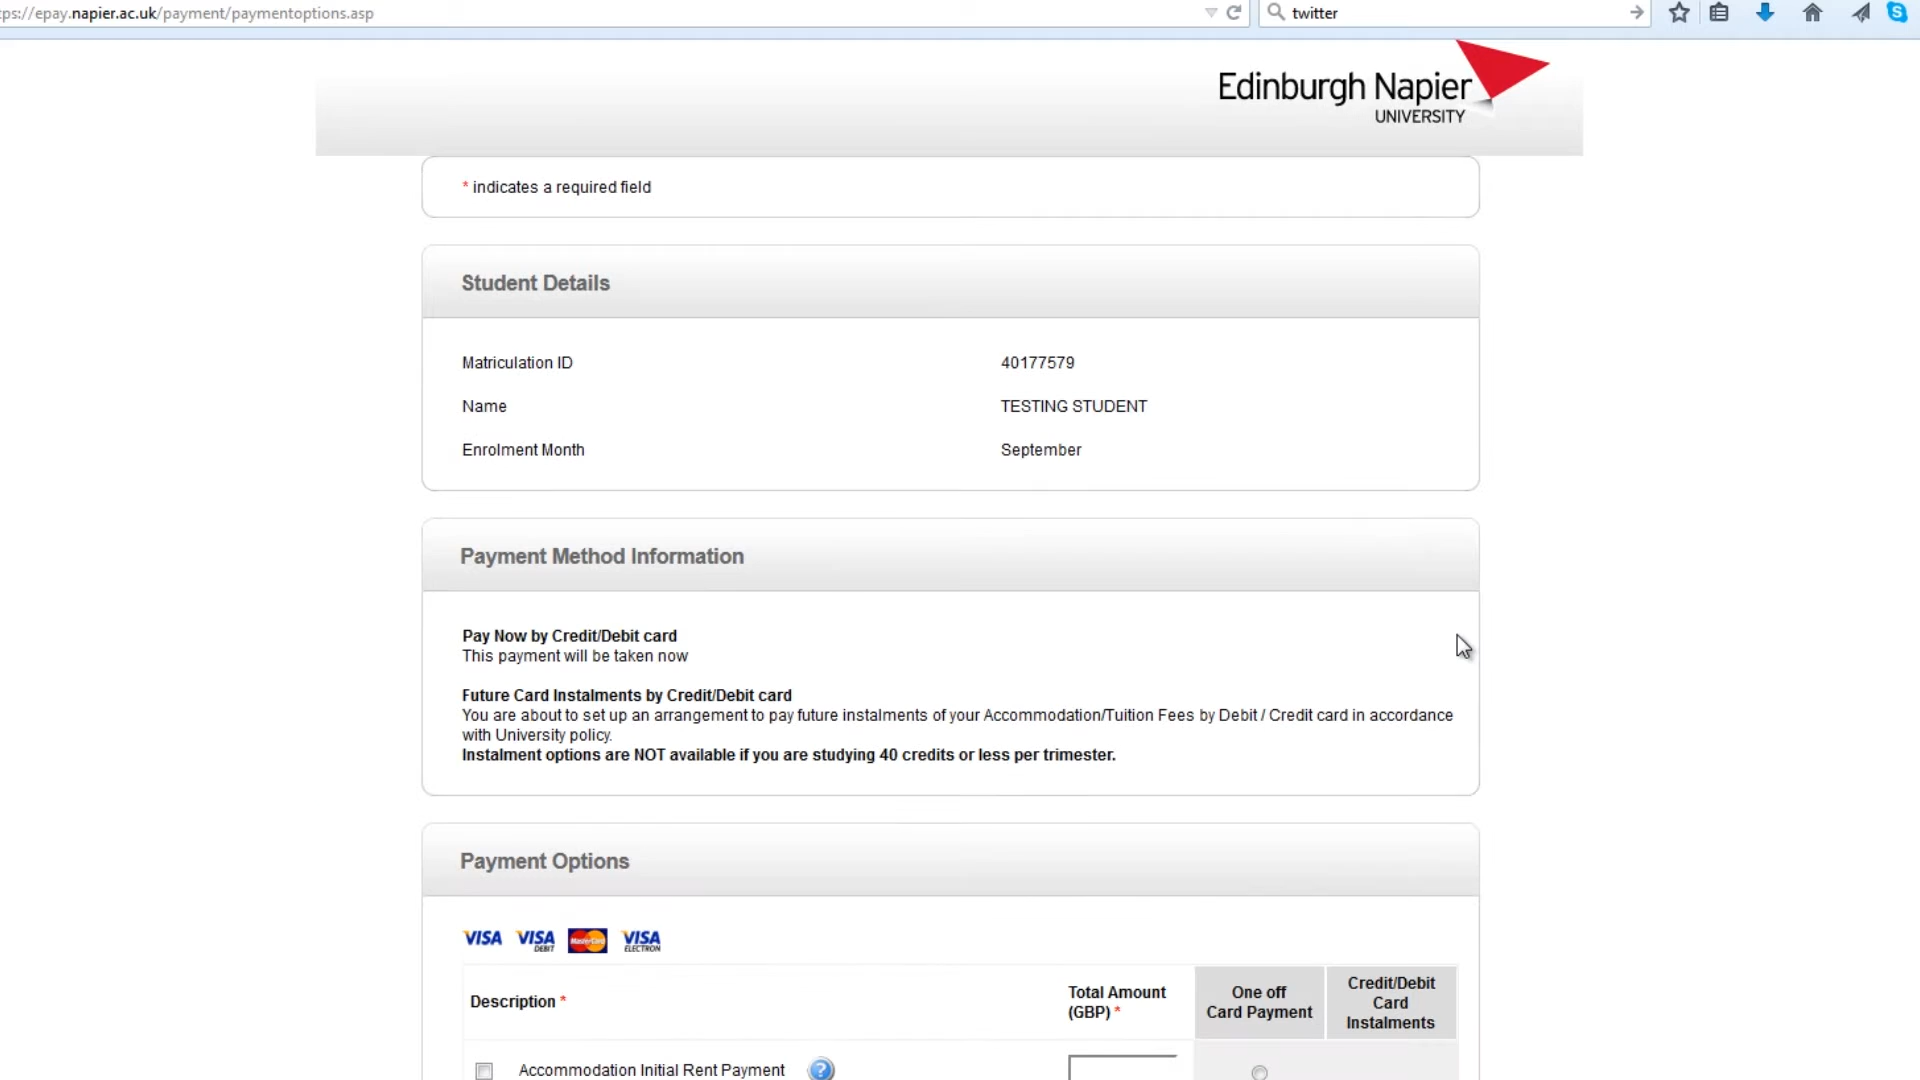 ps://epay.napier.ac.uk/payment/paymentoptions.asp
twitter
Edinburgh Napier
UNIVERSITY
* indicates a required field
Student Details
Matriculation ID 40177579
Name TESTING STUDENT
Enrolment Month September
Payment Method Information
Pay Now by Credit/Debit card
This payment will be taken now
Future Card Instalments by Credit/Debit card
You are about to set up an arrangement to pay future instalments of your Accommodation/Tuition Fees by Debit / Credit card in accordance
with University policy.
Instalment options are NOT available if you are studying 40 credits or less per trimester.
Payment Options
VISA VISA DEBIT MasterCard VISA ELECTRON
Description *
Total Amount
(GBP) *
One off
Card Payment
Credit/Debit
Card
Instalments
Accommodation Initial Rent Payment ?